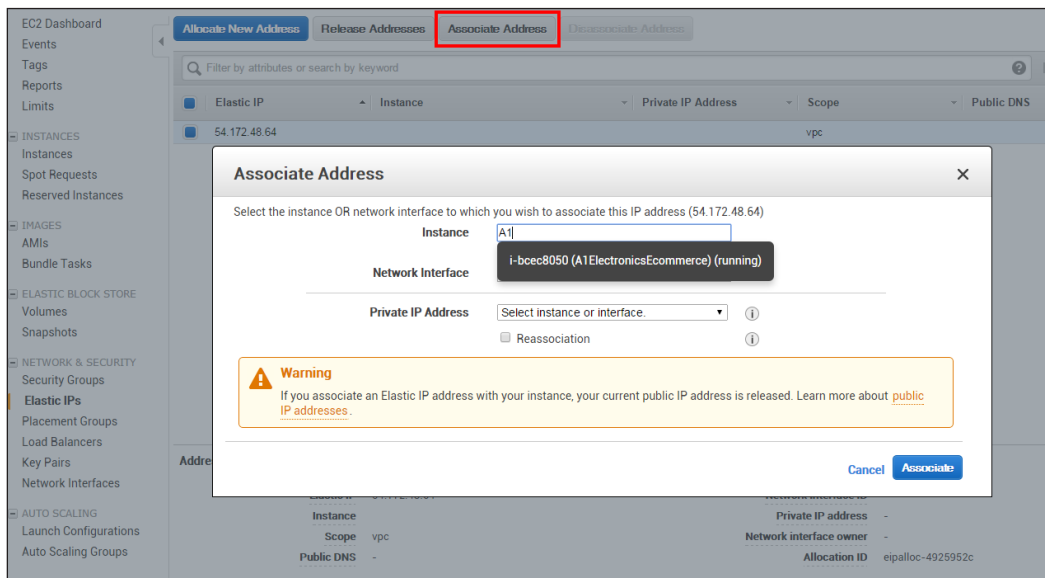 EC2 Dashboard
Events
Tags
Reports
Limits
INSTANCES
Instances
Spot Requests
Reserved Instances
IMAGES
AMIs
Bundle Tasks
ELASTIC BLOCK STORE
Volumes
Snapshots
NETWORK & SECURITY
Security Groups
Elastic IPs
Placement Groups
Load Balancers
Key Pairs
Network Interfaces
AUTO SCALING
Launch Configurations
Auto Scaling Groups
Allocate New Address Release Addresses Associate Address Disassociate Address
Filter by attributes or search by keyword
Elastic IP Instance Private IP Address Scope Public DNS
54.172.48.64 vpc
Associate Address
Select the instance OR network interface to which you wish to associate this IP address (54.172.48.64)
Instance A1
i-bcec8050 (A1ElectronicsEcommerce) (running)
Network Interface
Private IP Address Select instance or interface.
Reassociation
Warning
If you associate an Elastic IP address with your instance, your current public IP address is released. Learn more about public
IP addresses.
Cancel Associate
Addre
Instance Private IP address -
Scope vpc Network interface owner -
Public DNS - Allocation ID eipalloc-4925952c